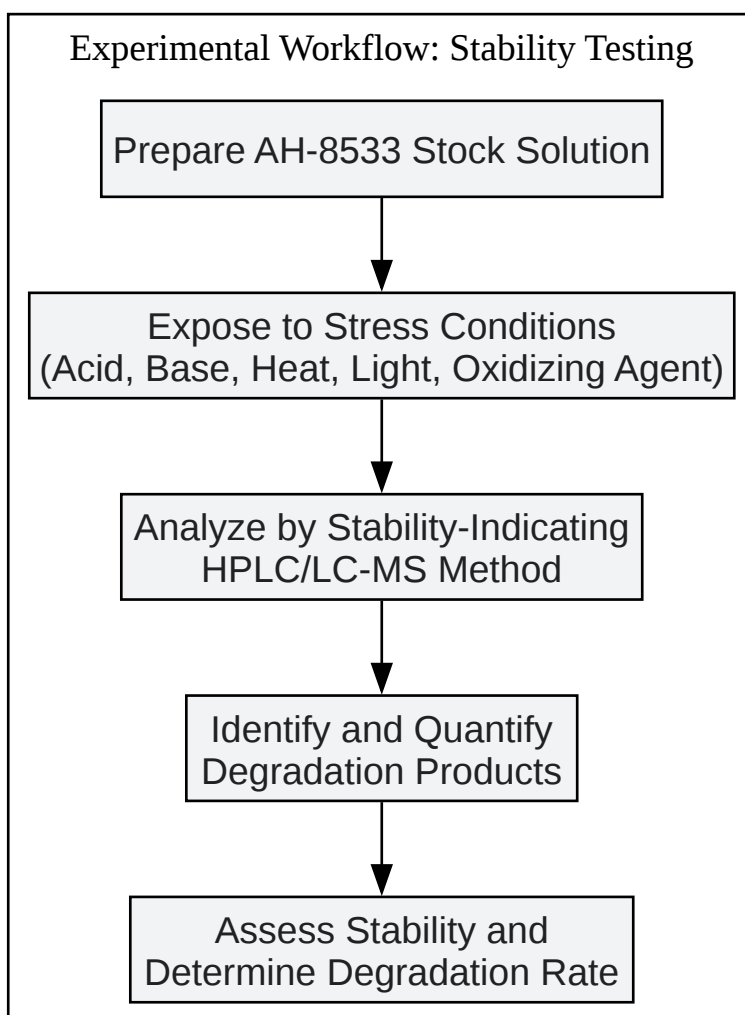 Experimental Workflow: Stability Testing
Prepare AH-8533 Stock Solution
Expose to Stress Conditions
(Acid, Base, Heat, Light, Oxidizing Agent)
Analyze by Stability-Indicating
HPLC/LC-MS Method
Identify and Quantify
Degradation Products
Assess Stability and
Determine Degradation Rate